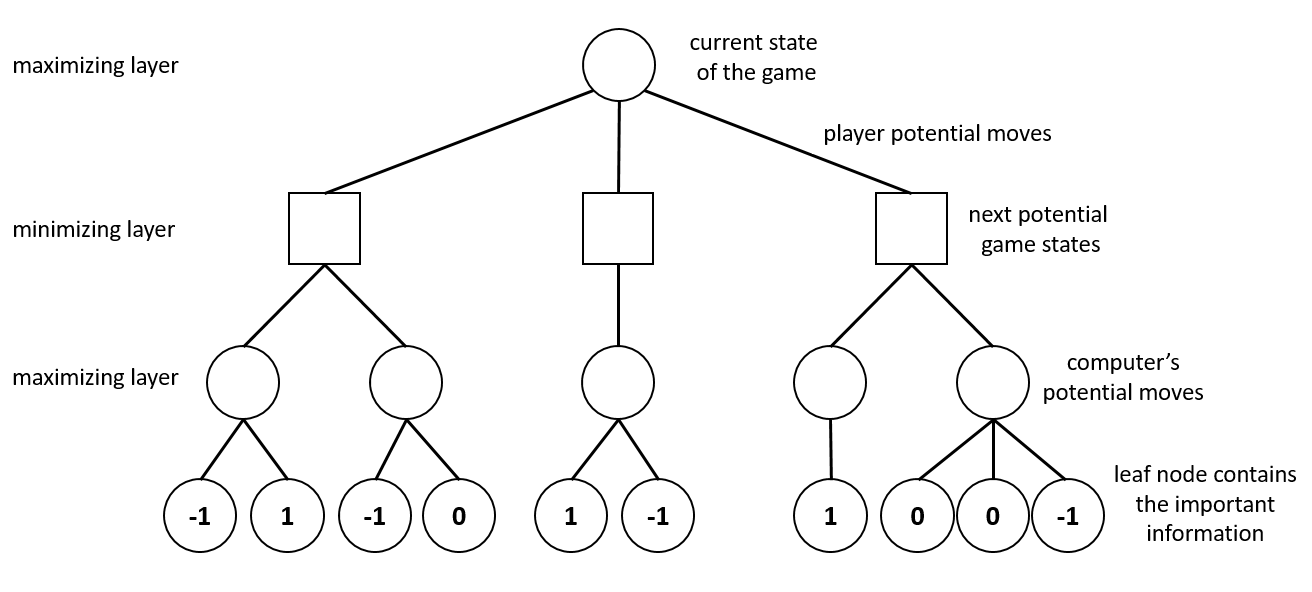 maximizing layer
current state
of the game
player potential moves
minimizing layer
next potential
game states
maximizing layer
computer’s
potential moves
-1 1 -1 0 1 -1 1 0 0 -1
leaf node contains
the important
information